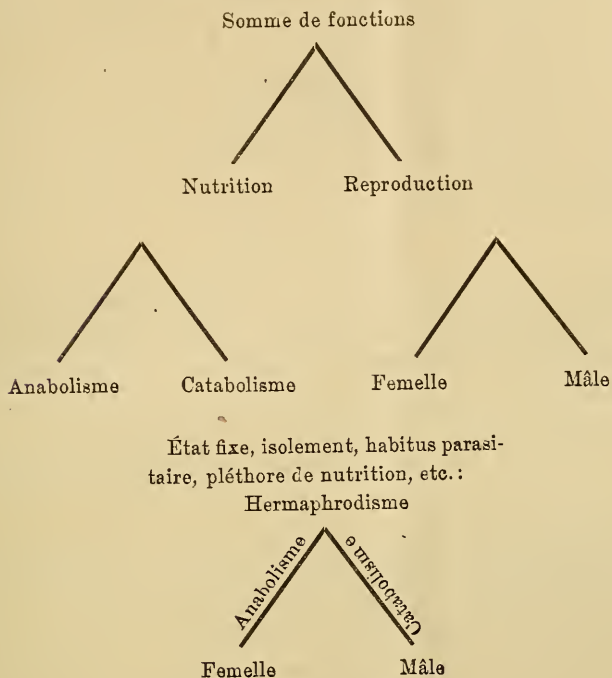 Somme de fonctions
Nutrition Reproduction
Anabolisme Catabolisme Femelle Mâle
État fixe, isolement, habitus parasi-
taire, pléthore de nutrition, etc.:
Hermaphrodisme
Anabolisme Catabolisme
Femelle Mâle